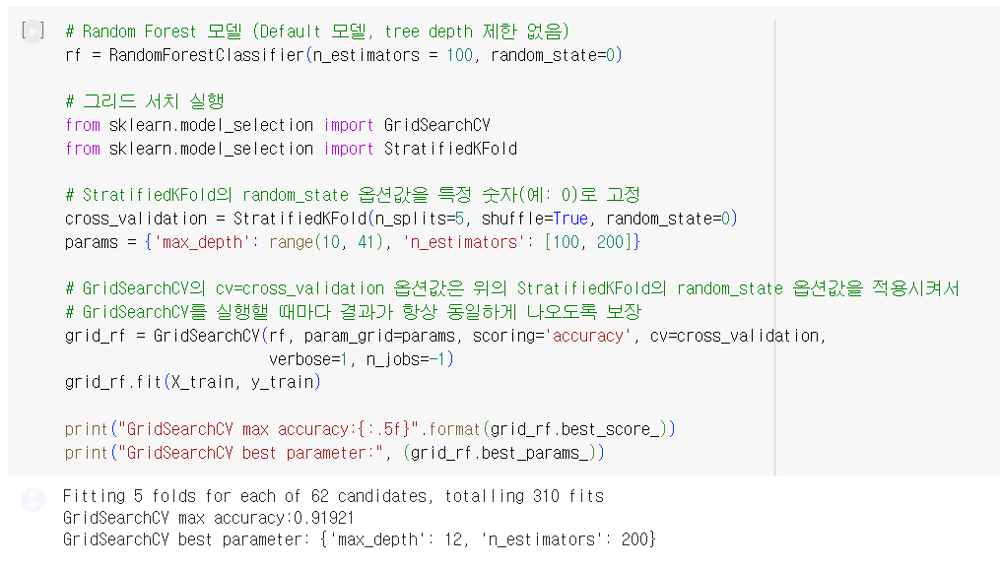 # Random Forest 모델 (Default 모델, tree depth 제한 없음)
rf = RandomForestClassifier(n_estimators = 100, random_state=0)
# 그리드 서치 실행
from sklearn.model_selection import GridSearchCV
from sklearn.model_selection import StratifiedKFold
# StratifiedKFold의 random_state 옵션값을 특정 숫자(예: 0)로 고정
cross_validation = StratifiedKFold(n_splits=5, shuffle=True, random_state=0)
params = {'max_depth': range(10, 41), 'n_estimators': [100, 200]}
# GridSearchCV의 cv=cross_validation 옵션값은 위의 StratifiedKFold의 random_state 옵션값을 적용시켜서
# GridSearchCV를 실행핼 때마다 결과가 항상 동일하게 나오도록 보장
grid_rf = GridSearchCV(rf, param_grid=params, scoring='accuracy', cv=cross_validation,
verbose=1, n_jobs=-1)
grid_rf.fit(X_train, y_train)
print("GridSearchCV max accuracy:{:.5f}".format(grid_rf.best_score_))
print("GridSearchCV best parameter:", (grid_rf.best_params_))
Fitting 5 folds for each of 62 candidates, totalling 310 fits
GridSearchCV max accuracy:0.91921
GridSearchCV best parameter: {'max_depth': 12, 'n_estimators': 200}